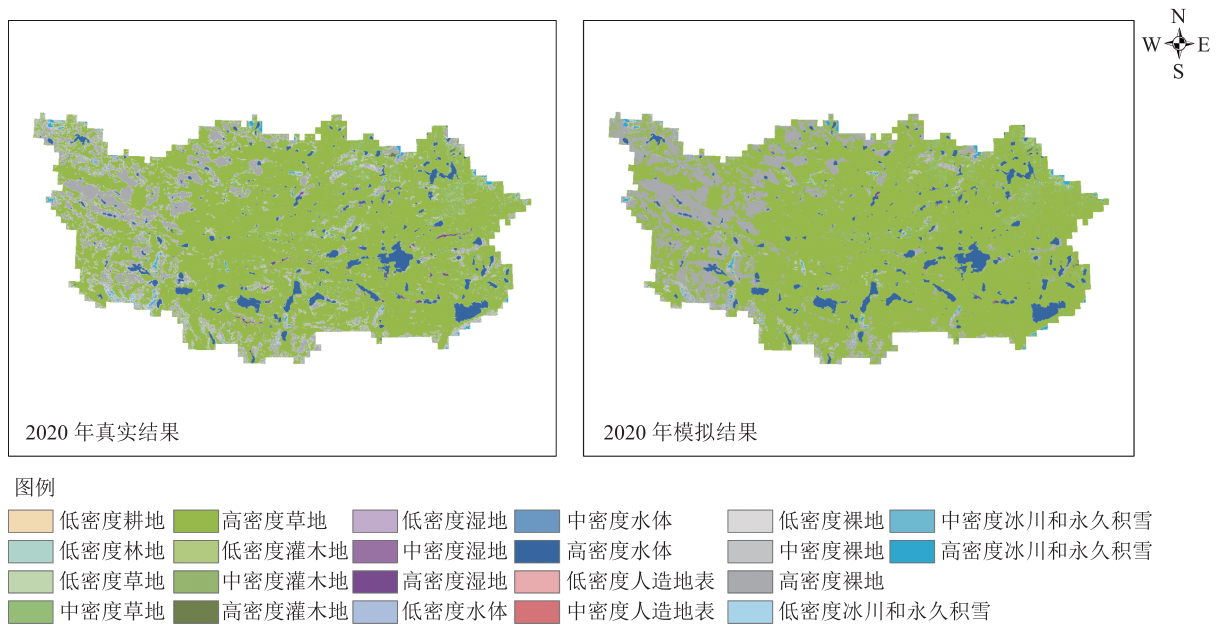 N
W E
S
2020 年真实结果
2020 年模拟结果
图例
低密度耕地 高密度草地 低密度湿地 中密度水体 低密度裸地 中密度冰川和永久积雪
低密度林地 低密度灌木地 中密度湿地 高密度水体 中密度裸地 高密度冰川和永久积雪
低密度草地 中密度灌木地 高密度湿地 低密度人造地表 高密度裸地
中密度草地 高密度灌木地 低密度水体 中密度人造地表 低密度冰川和永久积雪